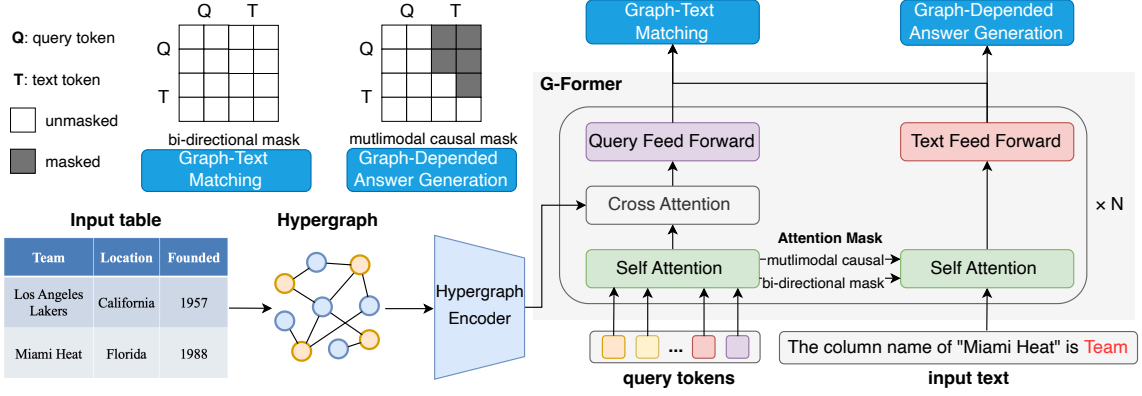 Q: query token
T: text token
unmasked
masked
Q T
Q
T
bi-directional mask
Graph-Text
Matching
Q T
Q
T
mutlimodal causal mask
Graph-Depended
Answer Generation
Input table
Team Location Founded
Los Angeles
Lakers
California 1957
Miami Heat Florida 1988
Hypergraph
Hypergraph
Encoder
Graph-Text
Matching
Graph-Depended
Answer Generation
G-Former
Query Feed Forward
Text Feed Forward
Cross Attention
× N
Self Attention
Attention Mask
mutlimodal causal
bi-directional mask
Self Attention
...
query tokens
The column name of "Miami Heat" is Team
input text